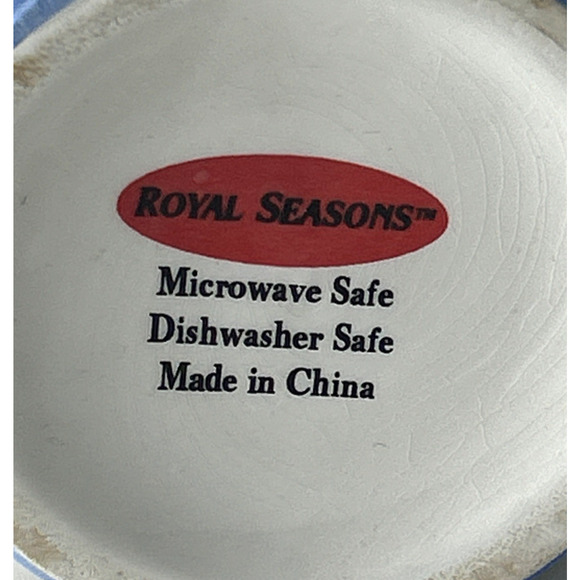 ROYAL SEASONS™
Microwave Safe
Dishwasher Safe
Made in China